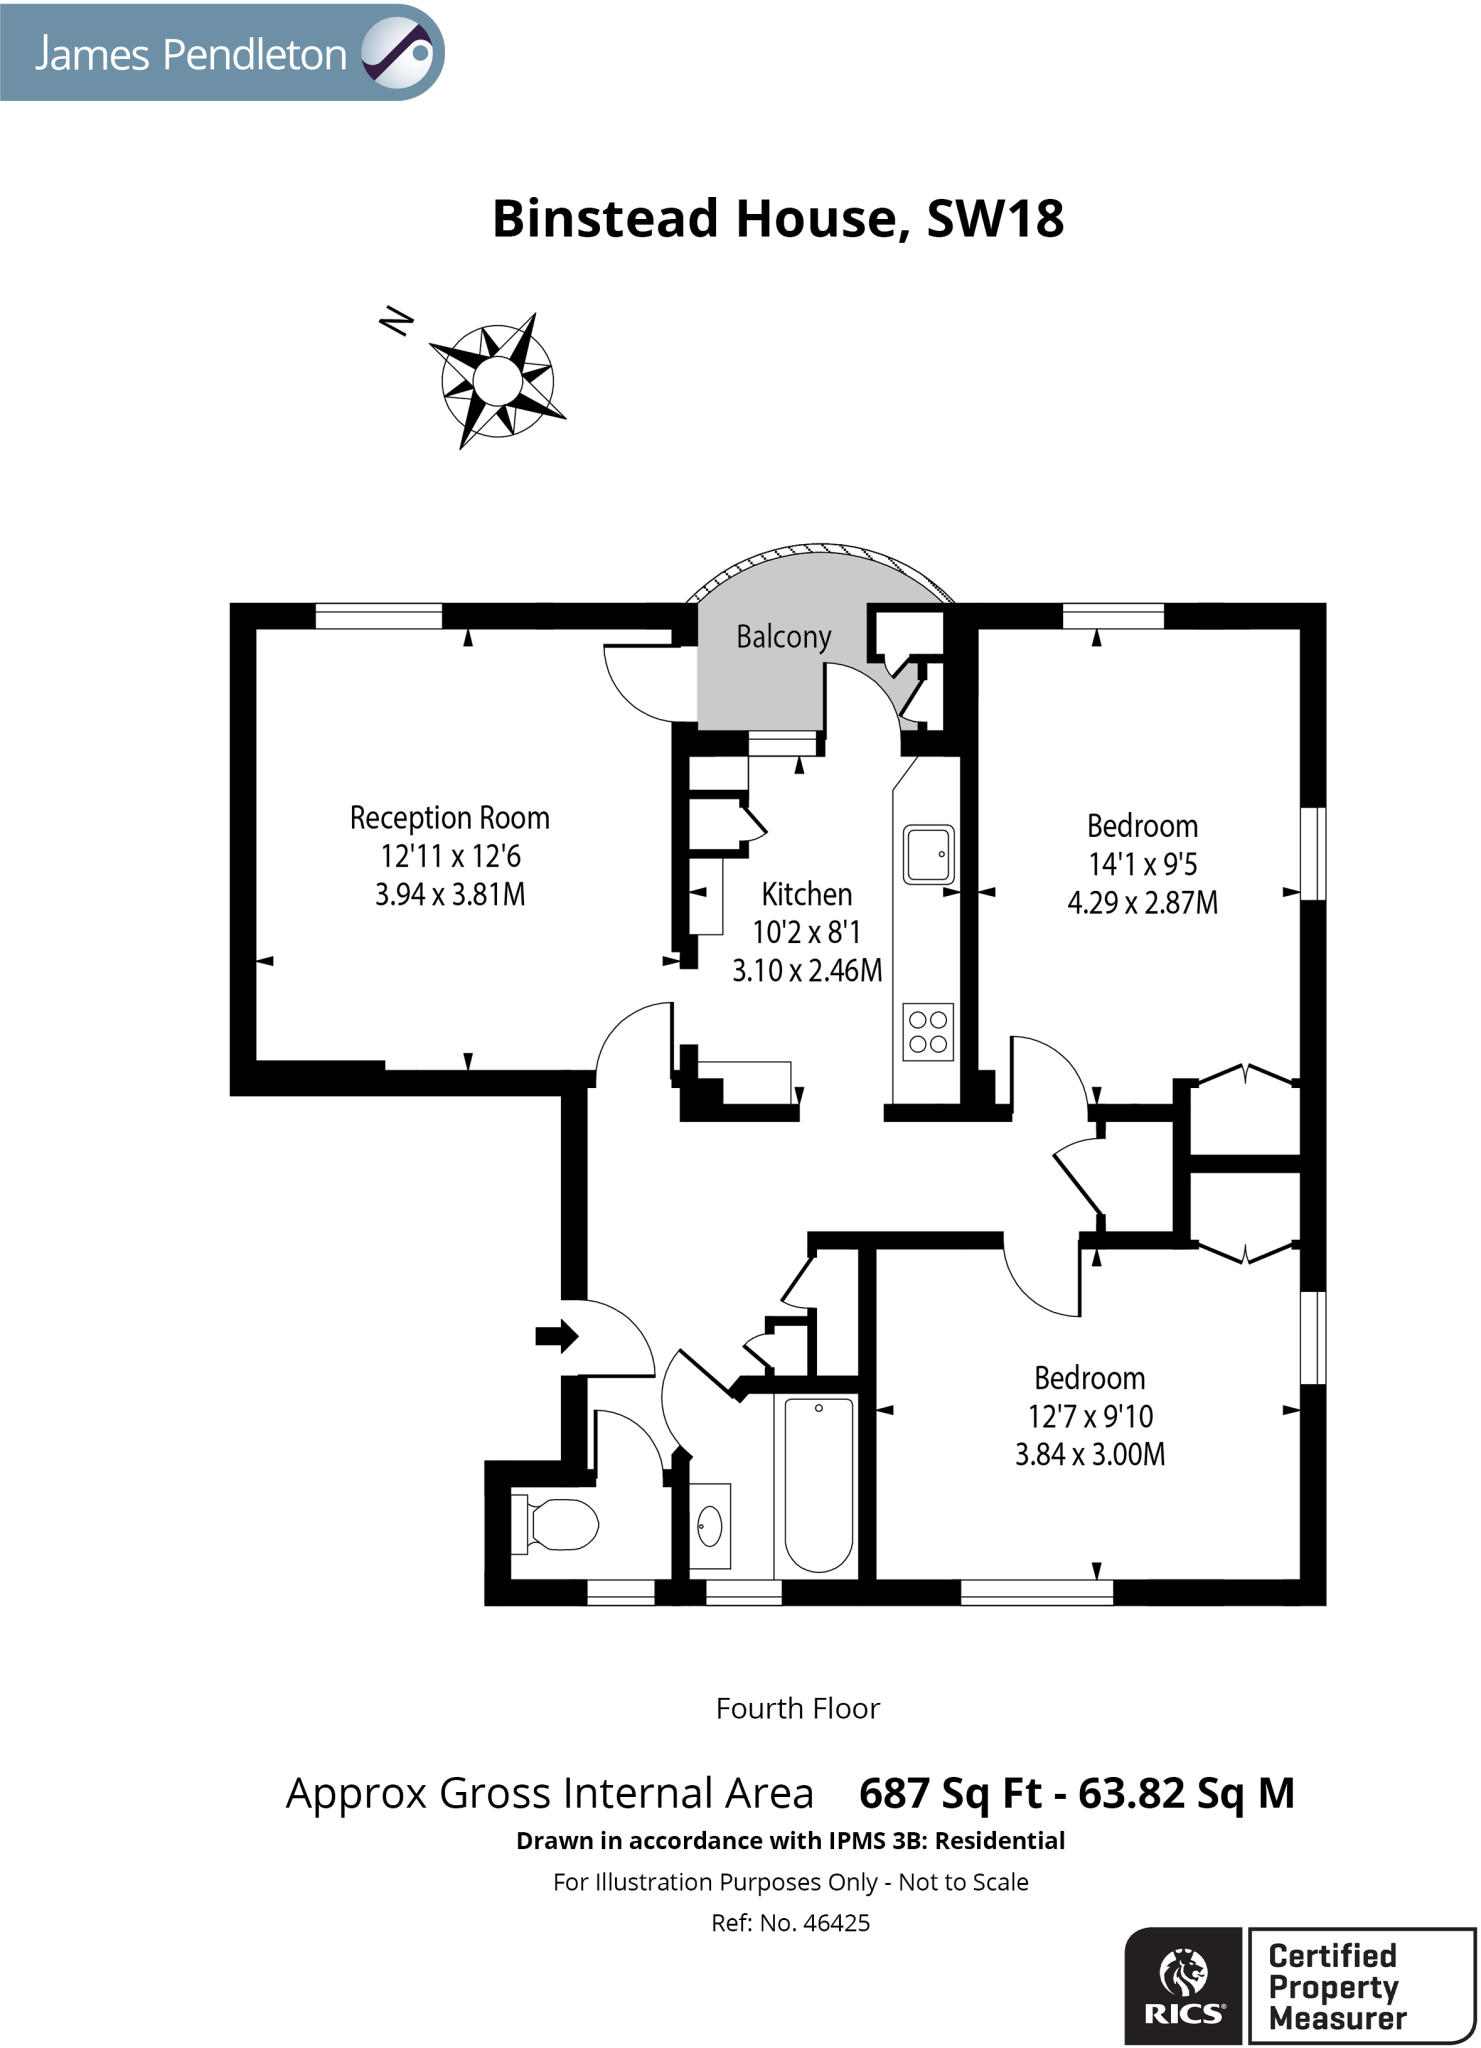 James Pendleton
Binstead House, SW18
N
Balcony
Reception Room
12'11 x 12'6
3.94 x 3.81M
Kitchen
10'2 x 8'1
3.10 x 2.46M
Bedroom
14'1 x 9'5
4.29 x 2.87M
Bedroom
12'7 x 9'10
3.84 x 3.00M
Fourth Floor
Approx Gross Internal Area 687 Sq Ft - 63.82 Sq M
Drawn in accordance with IPMS 3B: Residential
For Illustration Purposes Only - Not to Scale
Ref: No. 46425
RICS®
Certified
Property
Measurer